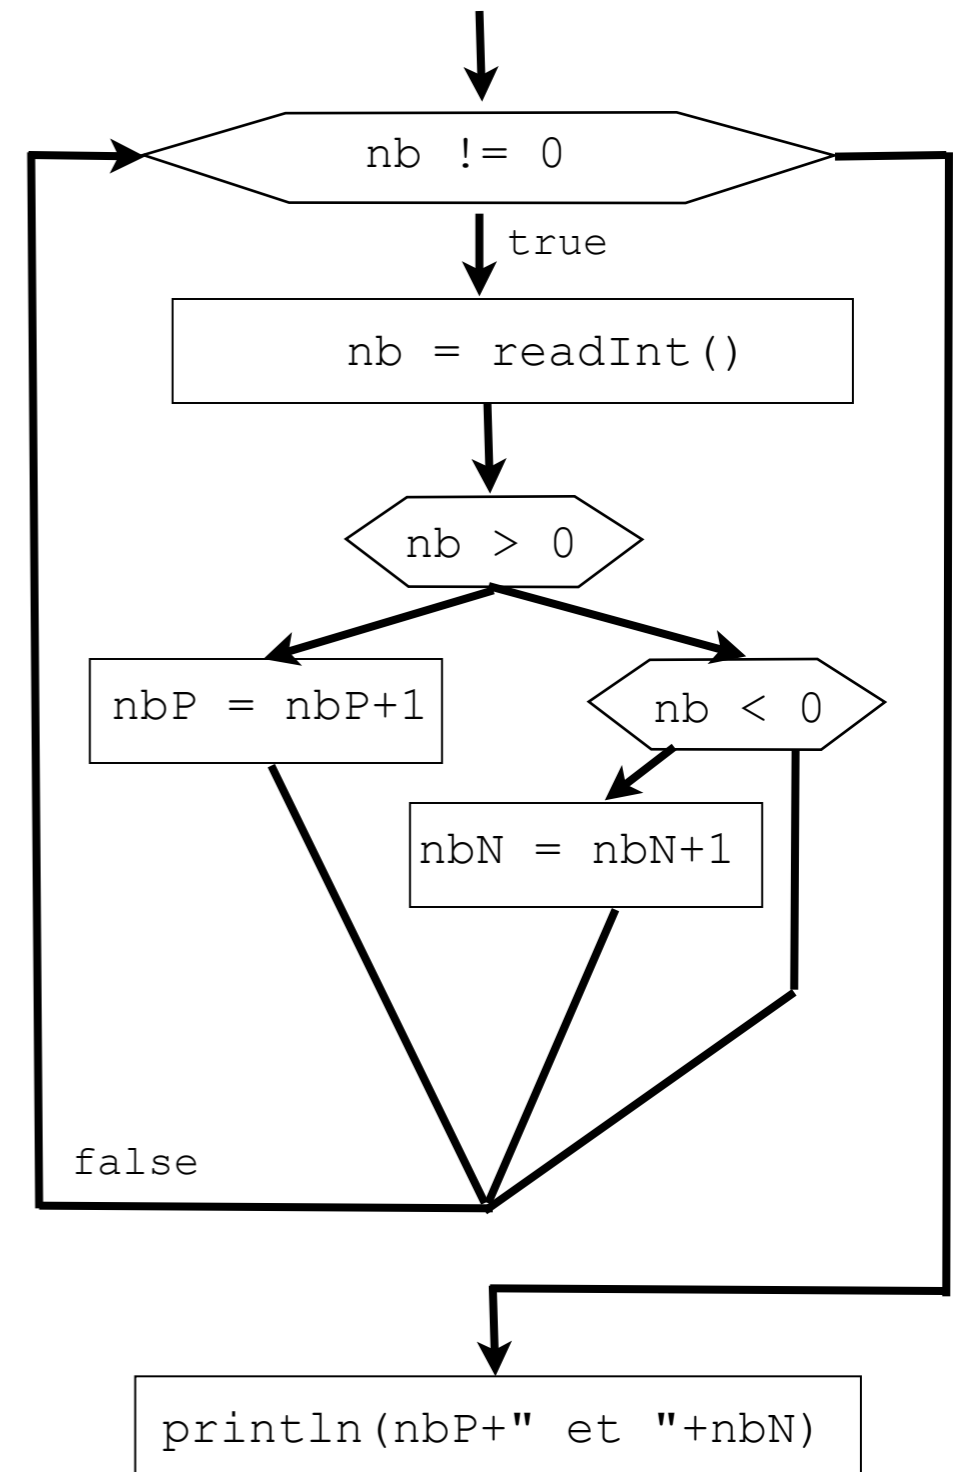 nb != 0
true
nb = readInt()
nb > 0
nbP = nbP+1
nb < 0
nbN = nbN+1
false
println(nbP+" et "+nbN)